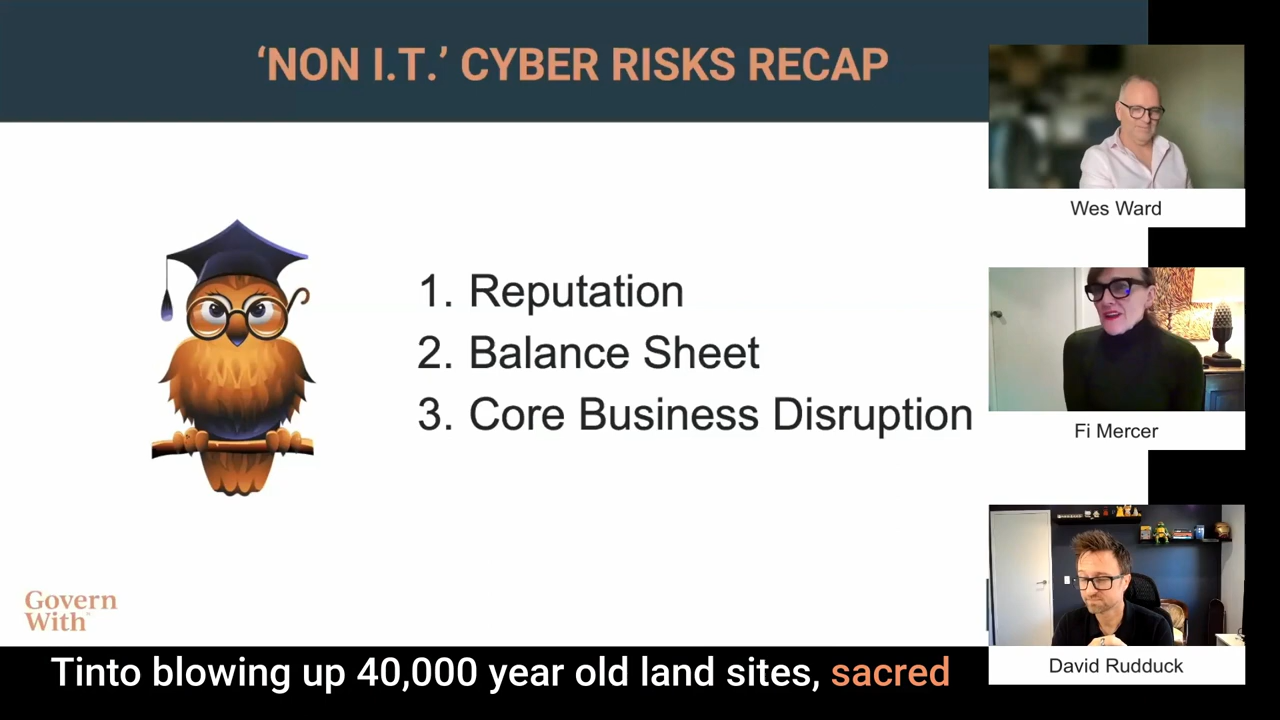 ‘NON I.T.’ CYBER RISKS RECAP
Wes Ward
1. Reputation
2. Balance Sheet
3. Core Business Disruption
Fi Mercer
Govern
With
David Rudduck
Tinto blowing up 40,000 year old land sites, sacred